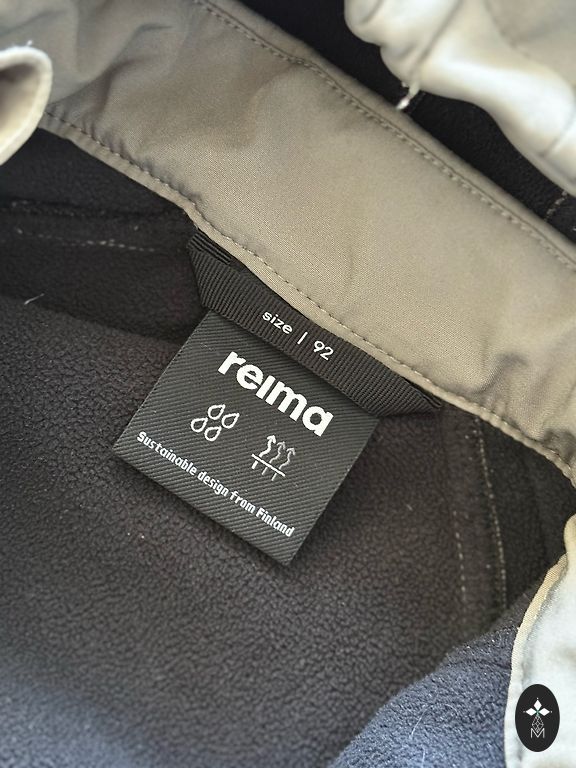 size | 92
reima
sustainable design from Finland
M